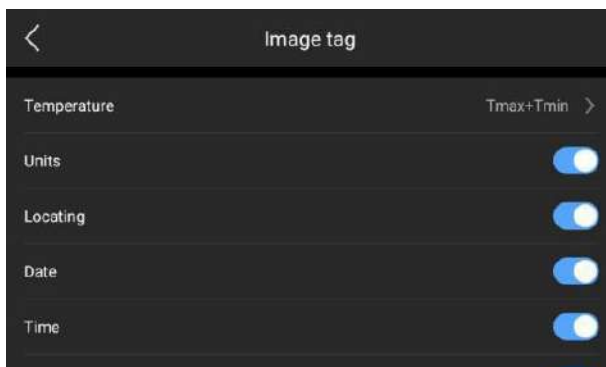 Image tag
Temperature Tmax+Tmin
Units
Locating
Date
Time